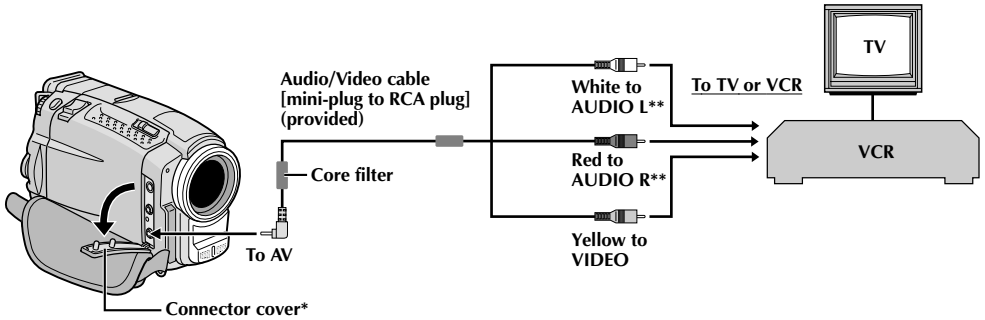 Audio/Video cable
[mini-plug to RCA plug]
(provided)
Core filter
To AV
Connector cover*
White to
AUDIO L**
Red to
AUDIO R**
Yellow to
VIDEO
To TV or VCR
TV
VCR